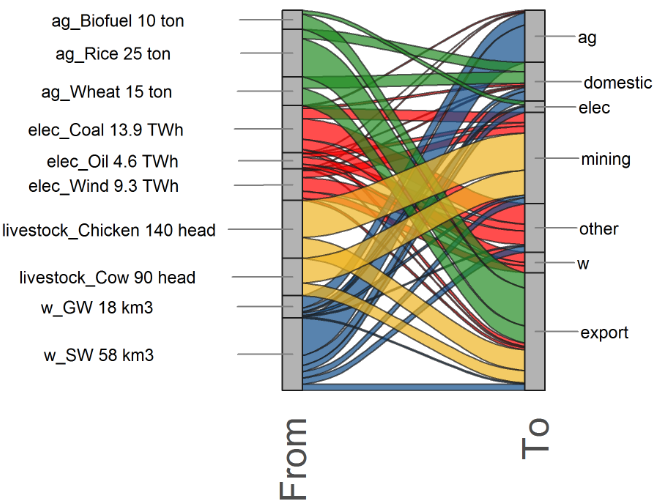 ag_Biofuel 10 ton
ag_Rice 25 ton
ag_Wheat 15 ton
elec_Coal 13.9 TWh
elec_Oil 4.6 TWh
elec_Wind 9.3 TWh
livestock_Chicken 140 head
livestock_Cow 90 head
w_GW 18 km3
w_SW 58 km3
ag
domestic
elec
mining
other
w
export
From
To